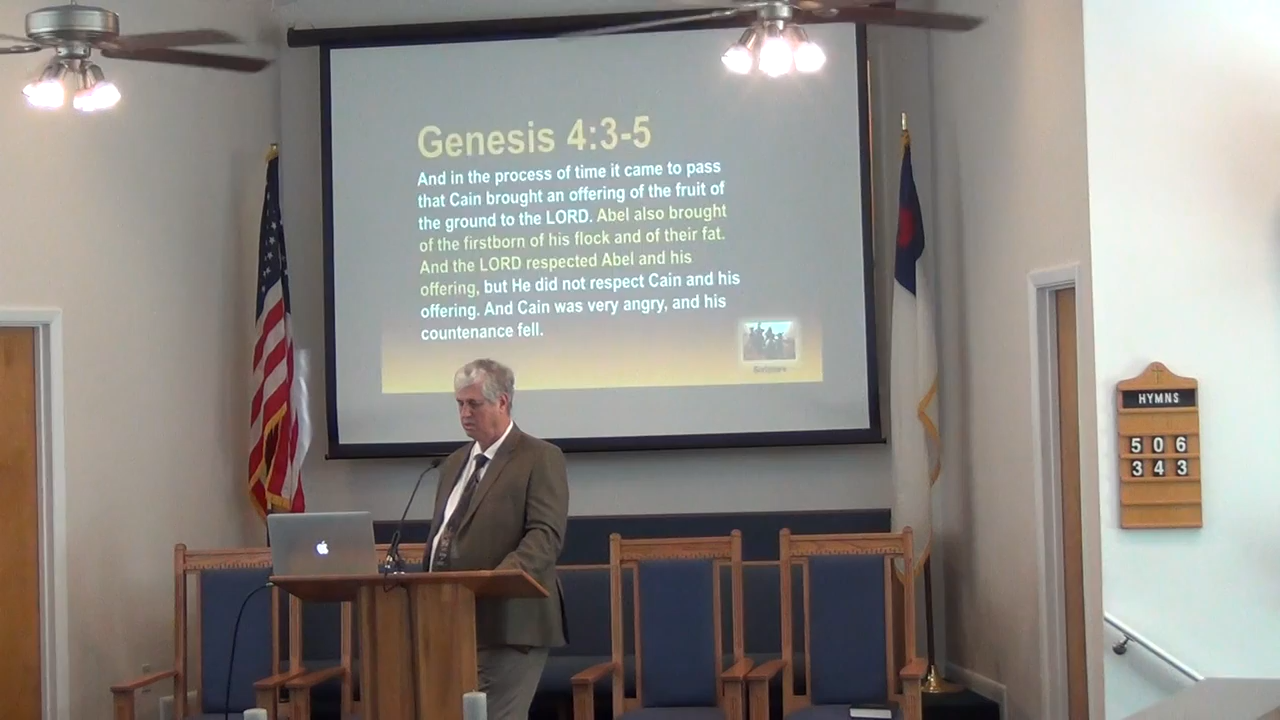 Genesis 4:3-5
And in the process of time it came to pass
that Cain brought an offering of the fruit of
the ground to the LORD. Abel also brought
of the firstborn of his flock and of their fat.
And the LORD respected Abel and his
offering, but He did not respect Cain and his
offering. And Cain was very angry, and his
countenance fell.
HYMNS
506
343